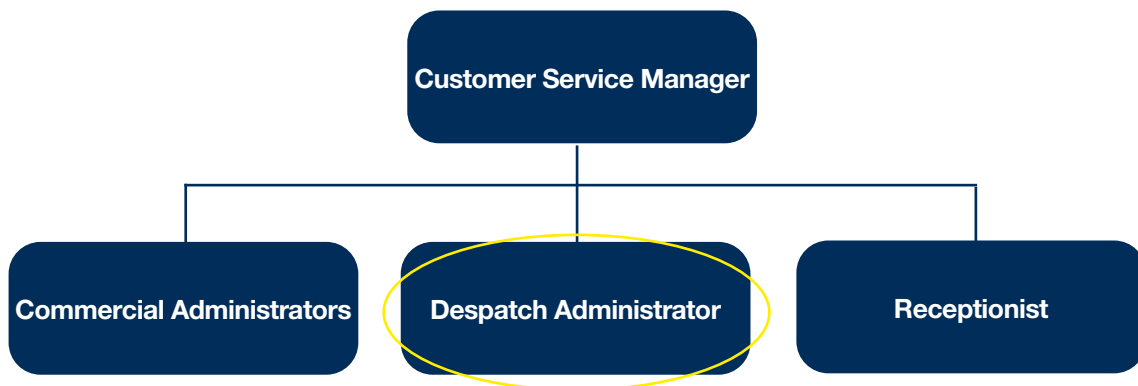 Customer Service Manager
Commercial Administrators
Despatch Administrator
Receptionist